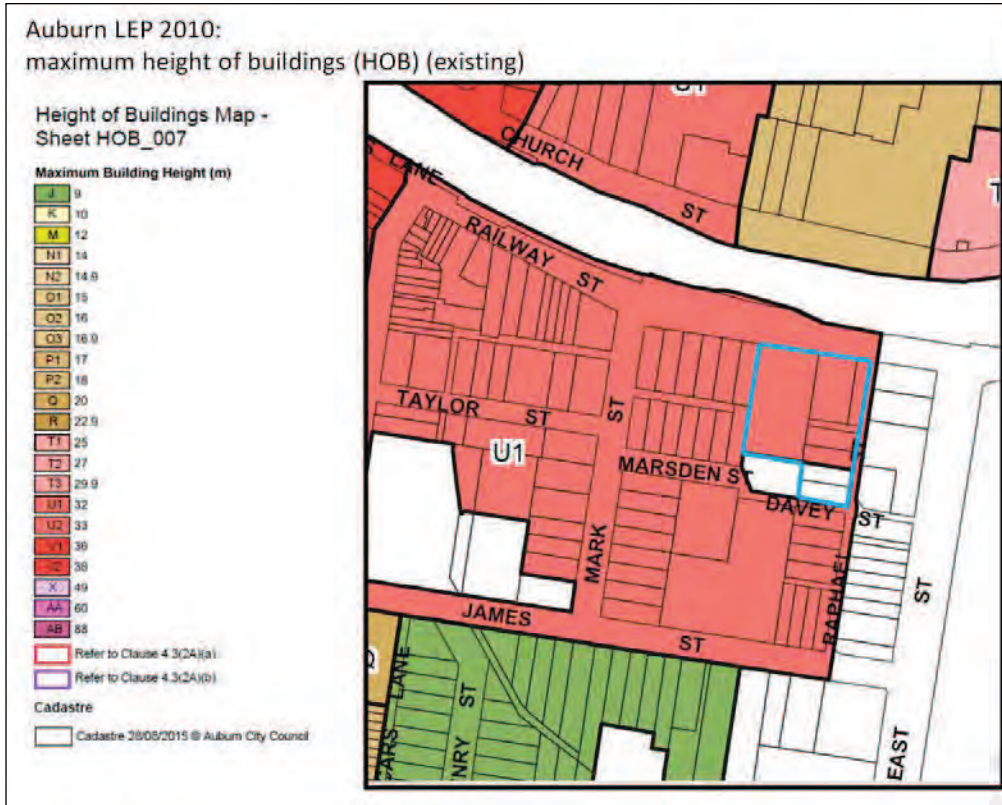 Auburn LEP 2010:
maximum height of buildings (HOB) (existing)
Height of Buildings Map -
Sheet HOB_007
Maximum Building Height (m)
J 9
K 10
M 12
N1 14
N2 14.9
O1 15
O2 16
O3 16.9
P1 17
P2 18
Q 20
R 22.9
T1 25
T2 27
T3 29.9
U1 32
U2 33
V1 36
V2 38
X 49
AA 60
AB 88
Refer to Clause 4.3(2A)(a)
Refer to Clause 4.3(2A)(b)
Cadastre
Cadastre 28/08/2015 @ Auburn City Council
U1
CHURCH ST
LANE
T
RAILWAY ST
TAYLOR ST
ST
U1
MARSDEN ST
DAVEY ST
MARK
RAPHAEL
ST
JAMES ST
Q
LANE
ST
EAST